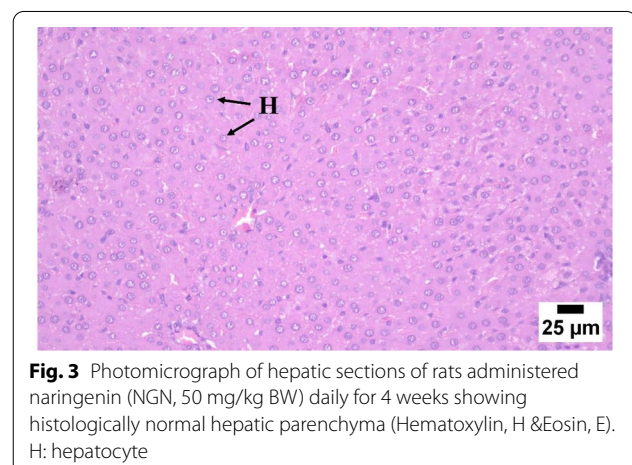 H
25 µm
Fig. 3 Photomicrograph of hepatic sections of rats administered
naringenin (NGN, 50 mg/kg BW) daily for 4 weeks showing
histologically normal hepatic parenchyma (Hematoxylin, H &Eosin, E).
H: hepatocyte